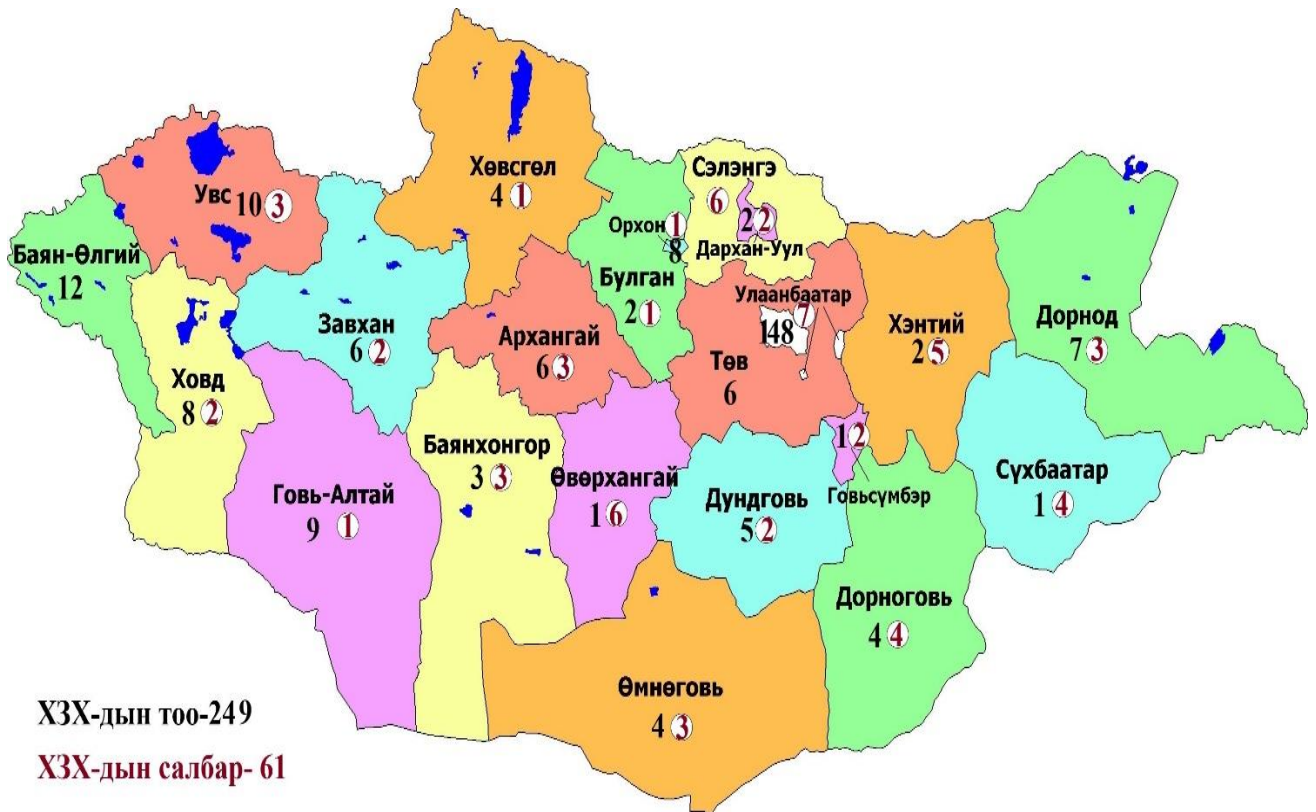 Хөвсгөл
4 1
Сэлэнгэ
6
2 2
Дархан-Уул
Увс 10 3
Орхон 1
8
Баян-Өлгий
12
Булган
2 1
Улаанбаатар
7
148
Завхан
6 2
Архангай
6 3
Төв
6
Хэнтий
2 5
Дорнод
7 3
Ховд
8 2
Баянхонгор
3 3
1 2
Говьсүмбэр
Говь-Алтай
9 1
Өвөрхангай
1 6
Дундговь
5 2
Сүхбаатар
1 4
Дорноговь
4 4
Өмнөговь
4 3
ХЗХ-дын тоо-249
ХЗХ-дын салбар- 61